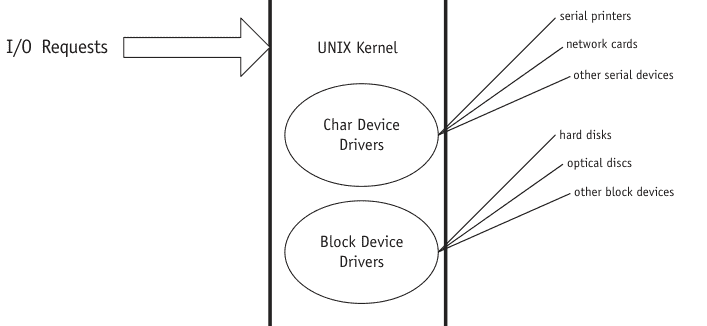 I/O Requests
UNIX Kernel
Char Device
Drivers
serial printers
network cards
other serial devices
Block Device
Drivers
hard disks
optical discs
other block devices